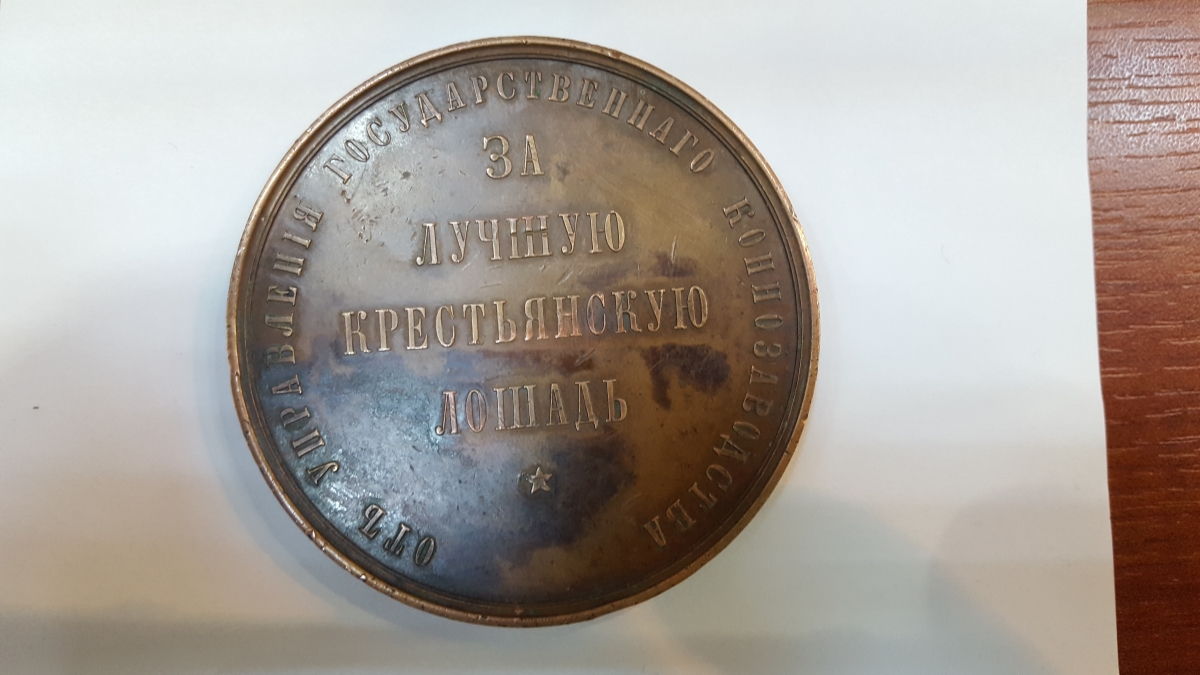 ОТЪ УПРАВЛЕНІЯ ГОСУДАРСТВЕННАГО КОННОЗАВОДСТВА
ЗА
ЛУЧШУЮ
КРЕСТЬЯНСКУЮ
ЛОШАДЬ